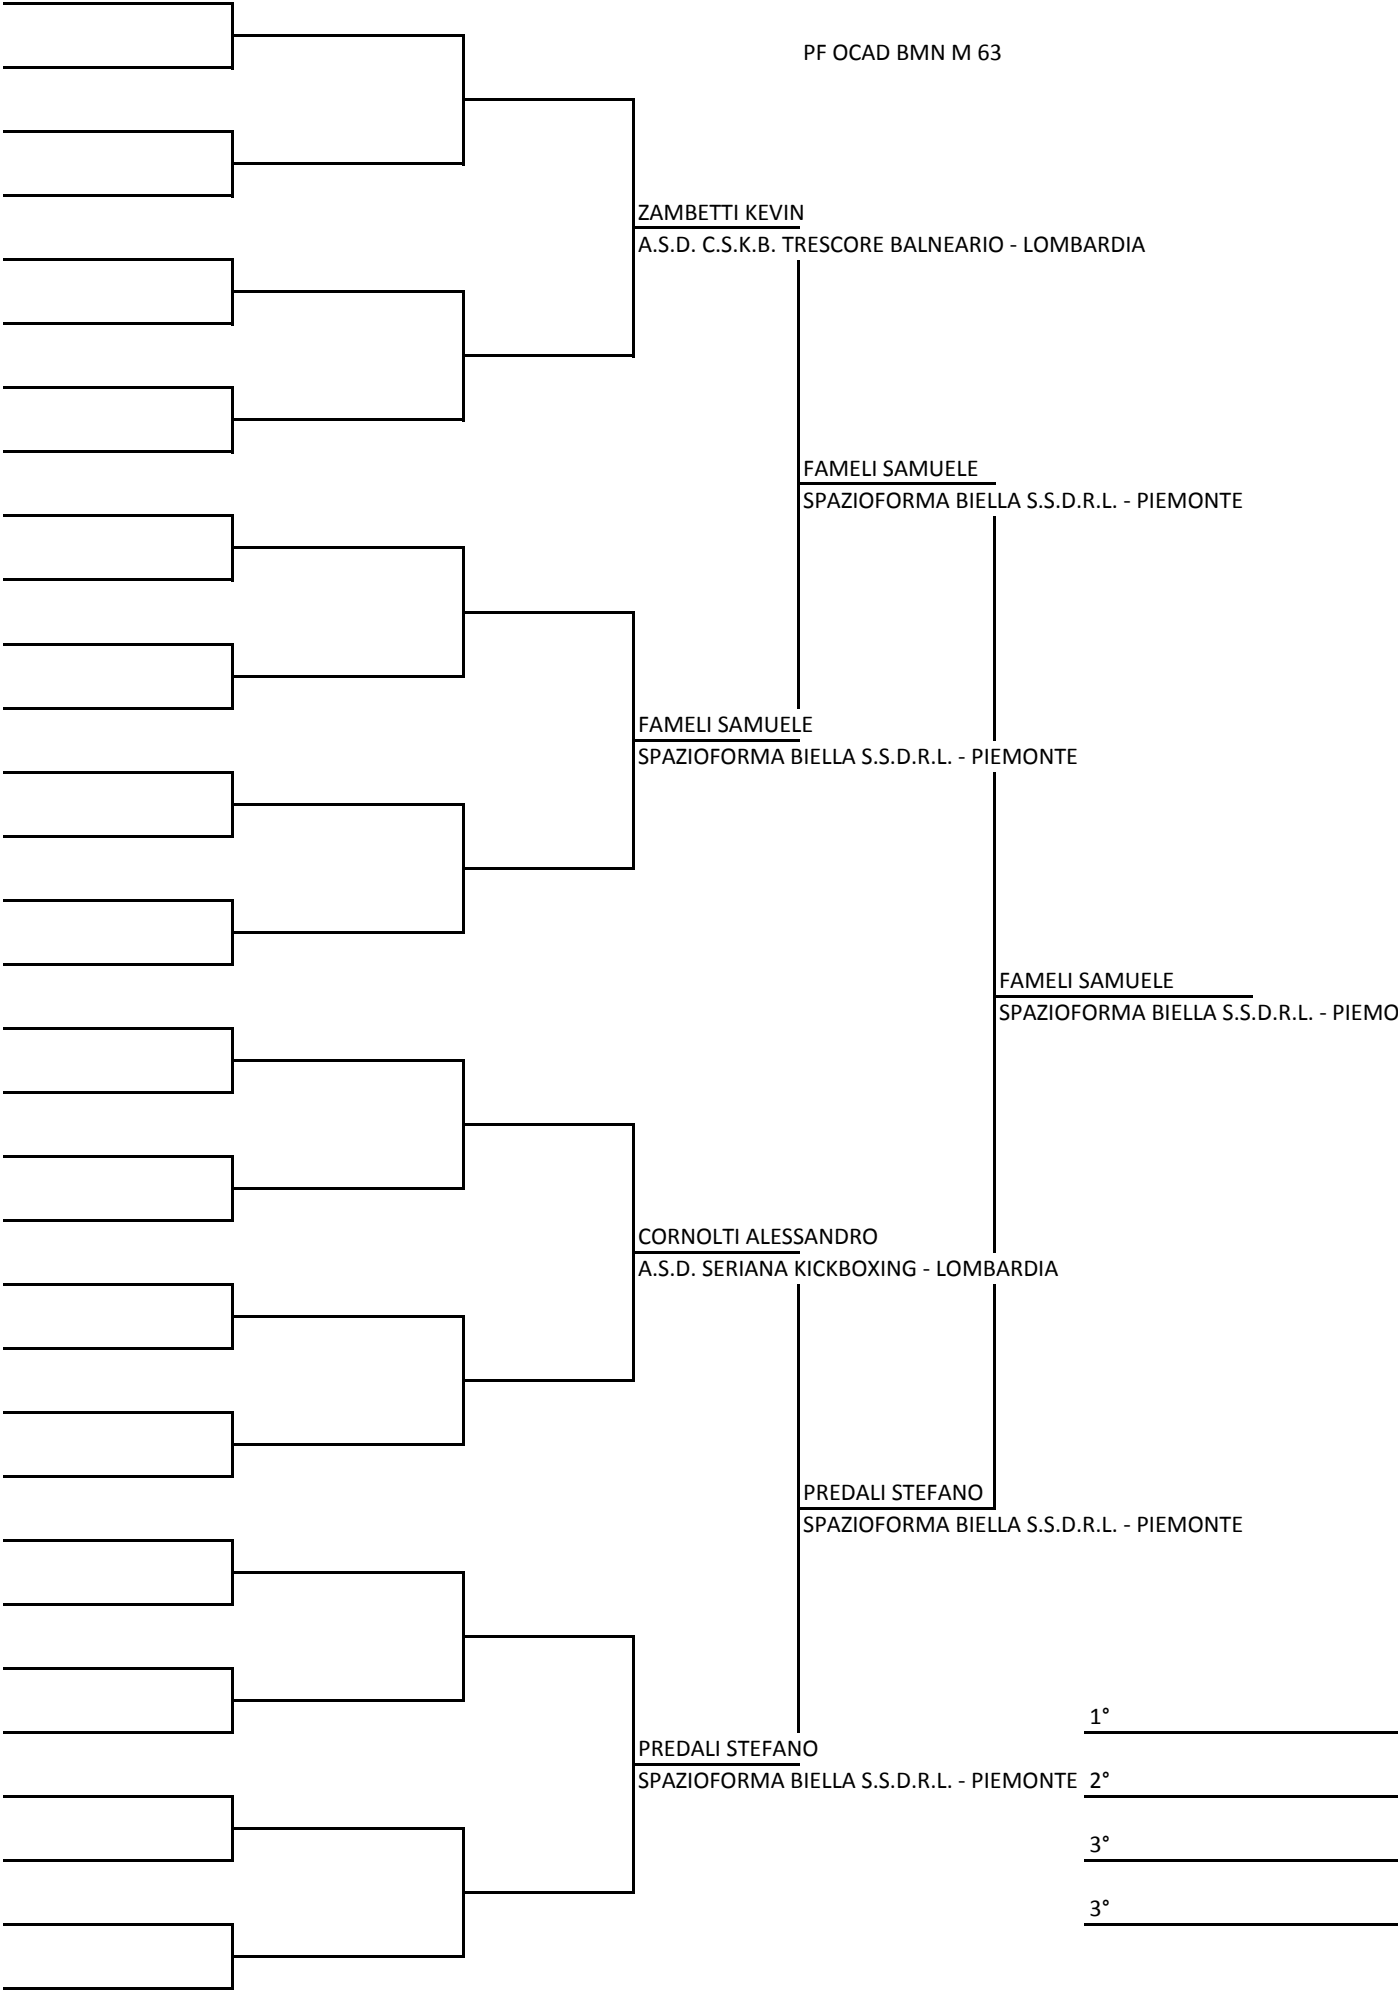 PF OCAD BMN M 63
ZAMBETTI KEVIN
A.S.D. C.S.K.B. TRESCORE BALNEARIO - LOMBARDIA
FAMELI SAMUELE
SPAZIOFORMA BIELLA S.S.D.R.L. - PIEMONTE
FAMELI SAMUELE
SPAZIOFORMA BIELLA S.S.D.R.L. - PIEMONTE
FAMELI SAMUELE
SPAZIOFORMA BIELLA S.S.D.R.L. - PIEMO
CORNOLTI ALESSANDRO
A.S.D. SERIANA KICKBOXING - LOMBARDIA
PREDALI STEFANO
SPAZIOFORMA BIELLA S.S.D.R.L. - PIEMONTE
1°
PREDALI STEFANO
SPAZIOFORMA BIELLA S.S.D.R.L. - PIEMONTE 2°
3°
3°